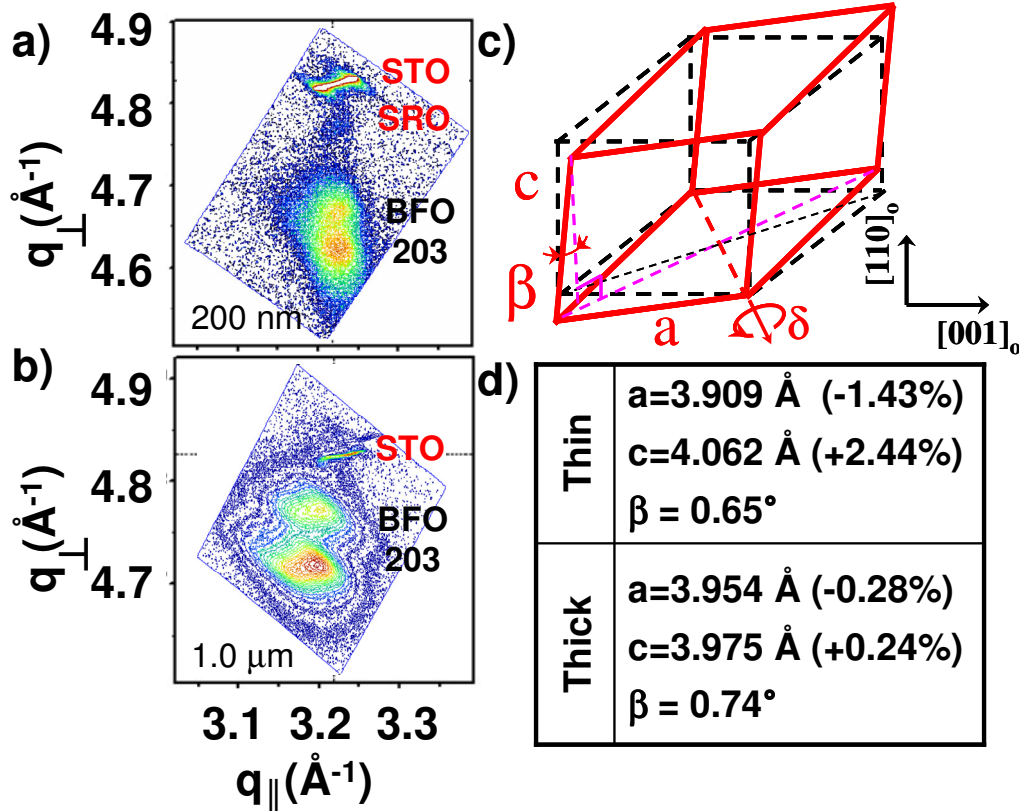 a)
4.9
4.8
4.7
4.6
q⊥(Å⁻¹)
STO
SRO
BFO
203
200 nm
b)
4.9
4.8
4.7
q⊥(Å⁻¹)
STO
BFO
203
1.0 μm
3.1 3.2 3.3
q∥(Å⁻¹)
c)
c
β
a
δ
[110]o
[001]o
d)
Thin
a=3.909 Å (-1.43%)
c=4.062 Å (+2.44%)
β = 0.65°
Thick
a=3.954 Å (-0.28%)
c=3.975 Å (+0.24%)
β = 0.74°